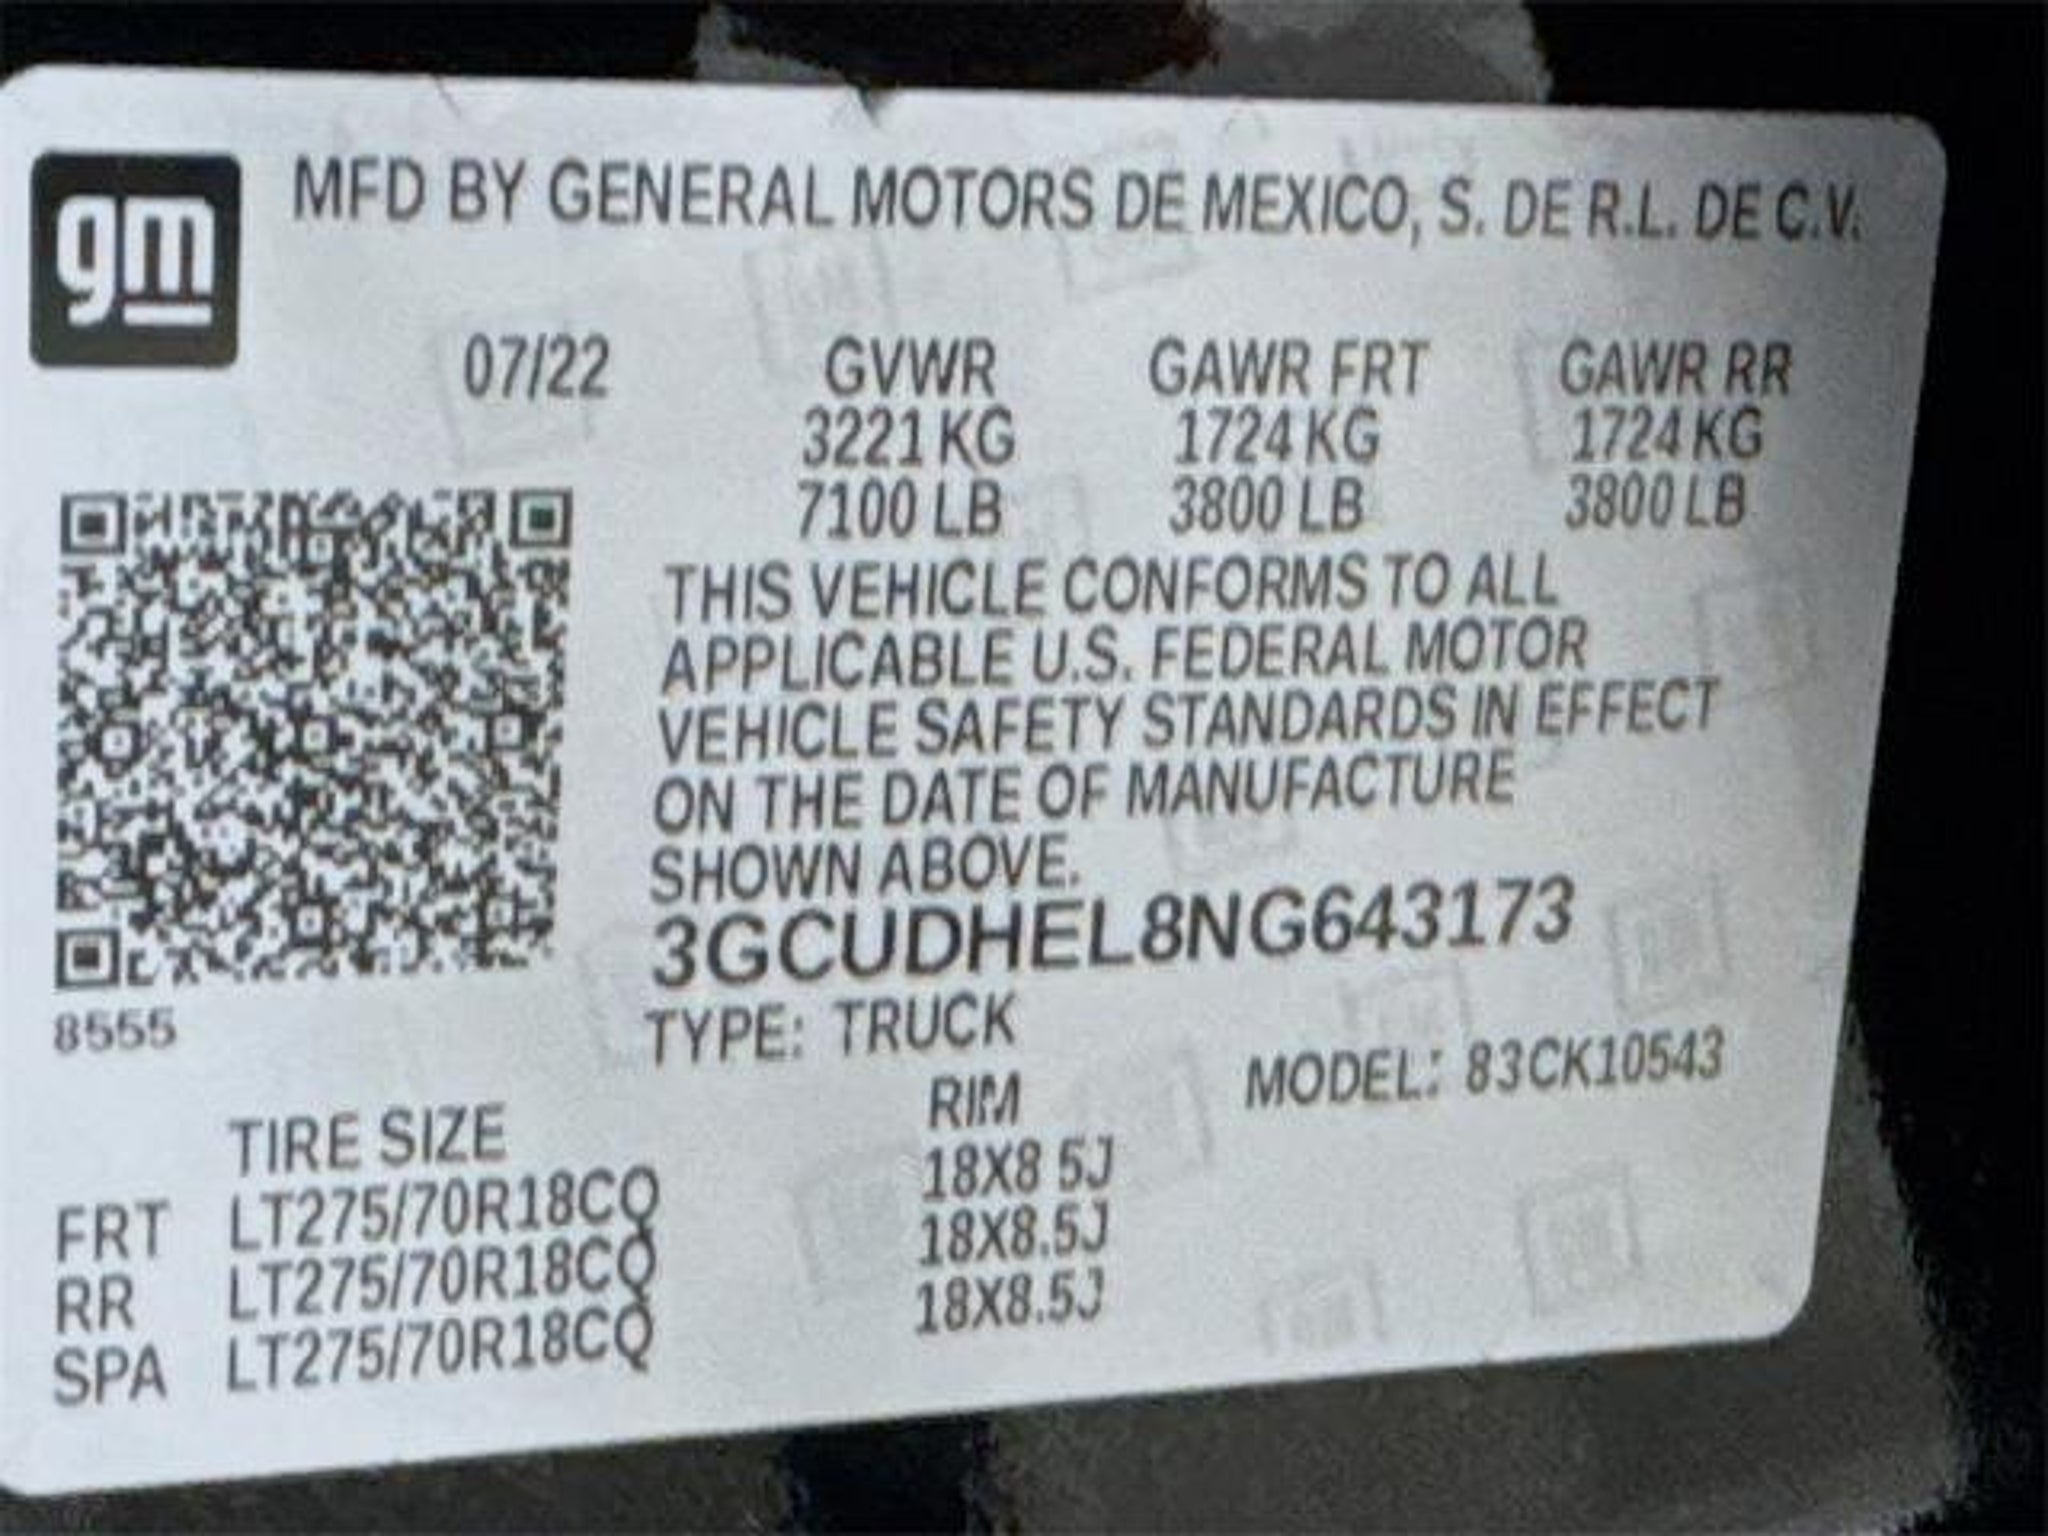 gm
MFD BY GENERAL MOTORS DE MEXICO, S. DE R.L. DE C.V.
07/22 GVWR GAWR FRT GAWR RR
3221 KG 1724 KG 1724 KG
7100 LB 3800 LB 3800 LB
THIS VEHICLE CONFORMS TO ALL
APPLICABLE U.S. FEDERAL MOTOR
VEHICLE SAFETY STANDARDS IN EFFECT
ON THE DATE OF MANUFACTURE
SHOWN ABOVE.
3GCUDHEL8NG643173
8555
TYPE: TRUCK MODEL: 83CK10543
TIRE SIZE RIM
FRT LT275/70R18CQ 18X8 5J
RR LT275/70R18CQ 18X8.5J
SPA LT275/70R18CQ 18X8.5J